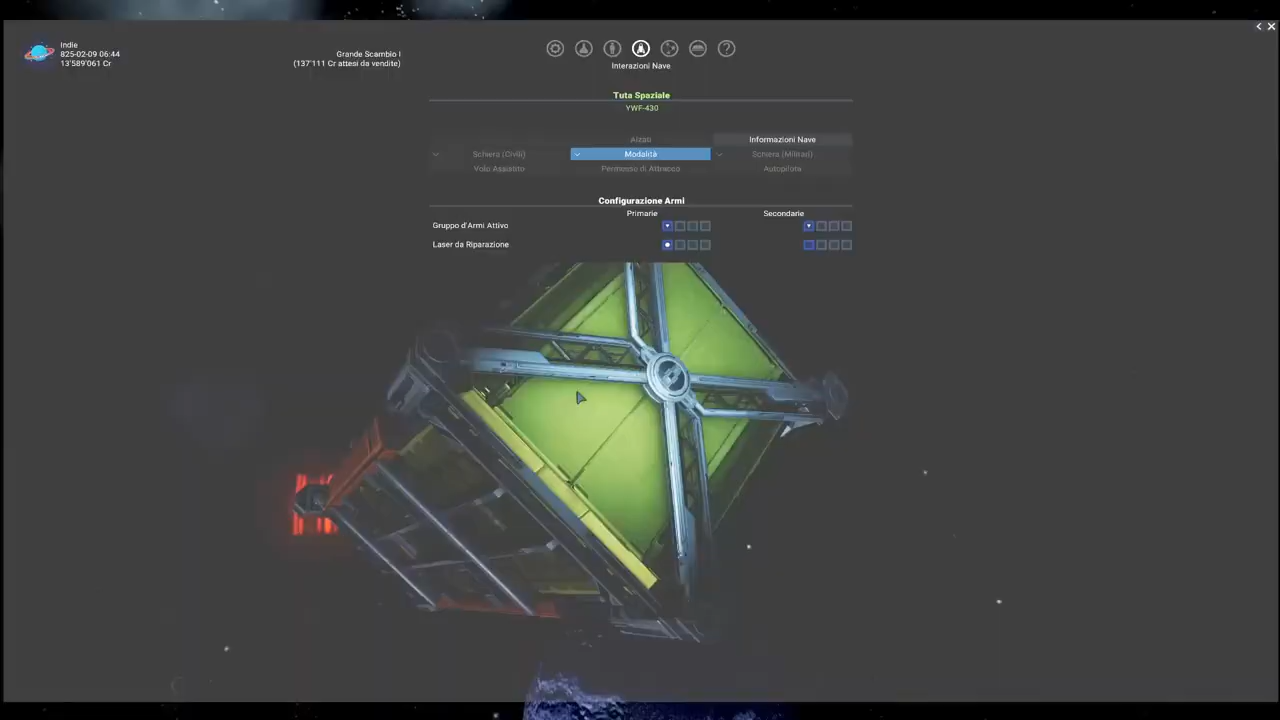 Indie
825-02-09 06:44
13'589'061 Cr
Grande Scambio I
(137'111 Cr attesi da vendite)
Interazioni Nave
Tuta Spaziale
YWF-430
Alzati
Informazioni Nave
Schiera (Civili)
Modalità
Schiera (Militari)
Volo Assistito
Permesso di Attracco
Autopilota
Configurazione Armi
Primarie
Secondarie
Gruppo d'Armi Attivo
Laser da Riparazione